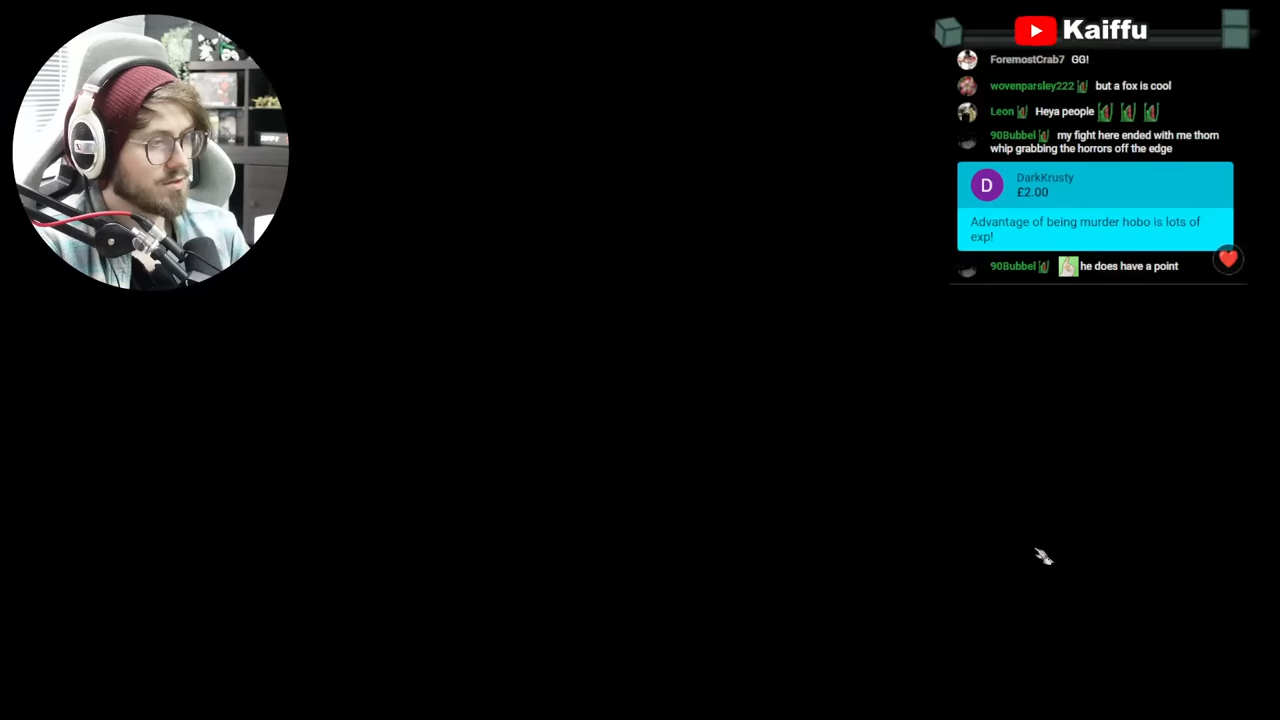 Kaiffu
ForemostCrab7 GG!
wovenparsley222 but a fox is cool
Leon Heya people
90Bubbel my fight here ended with me thorn
whip grabbing the horrors off the edge
D
DarkKrusty
£2.00
Advantage of being murder hobo is lots of
exp!
90Bubbel he does have a point